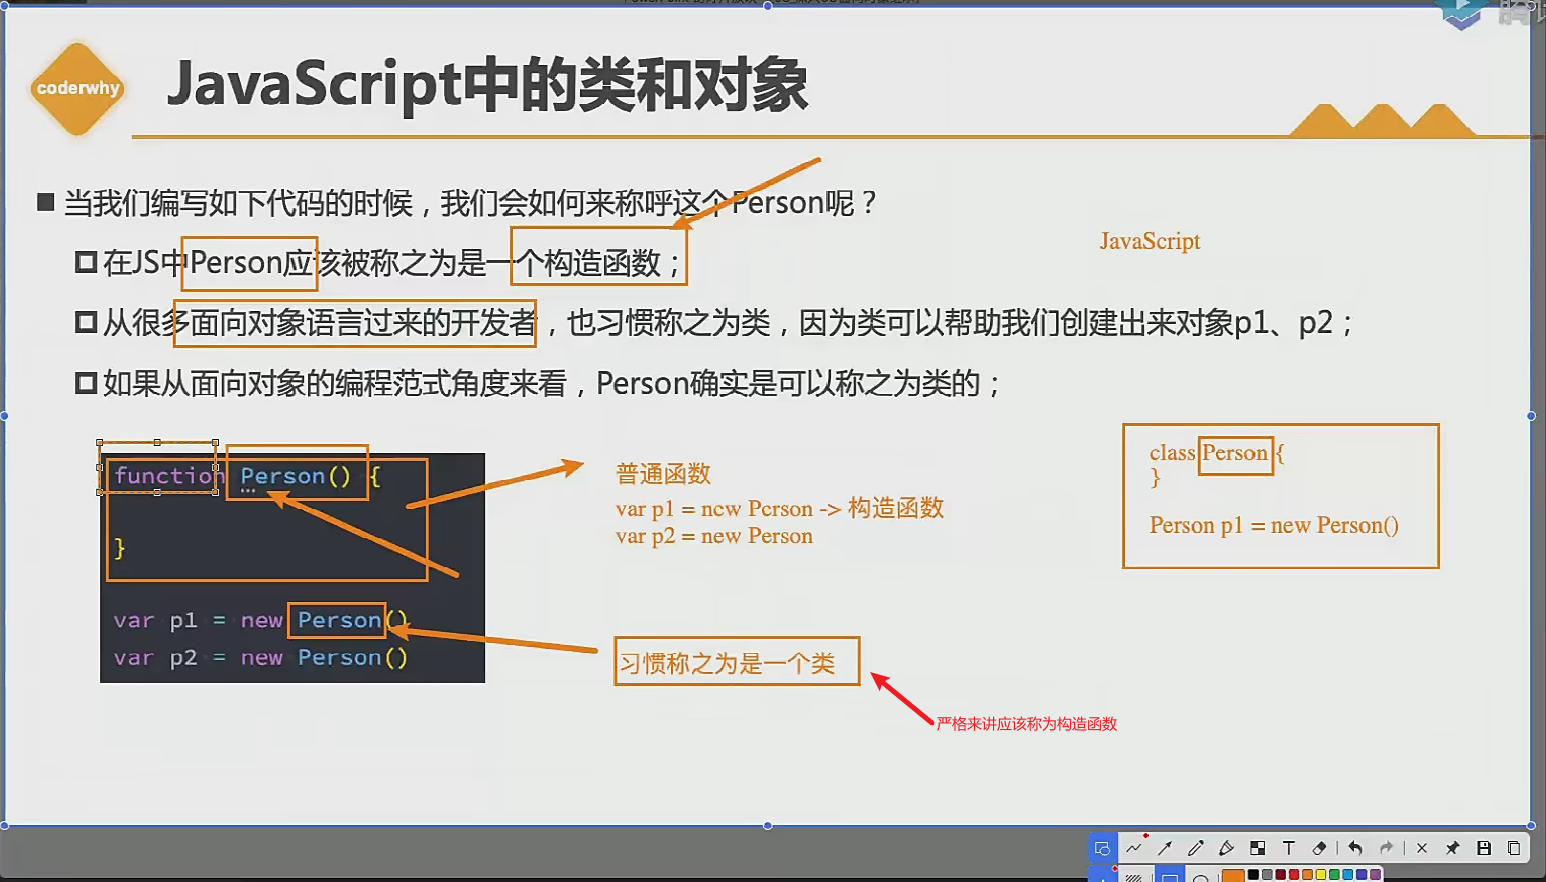 coderwhy
JavaScript中的类和对象
当我们编写如下代码的时候，我们会如何来称呼这个Person呢？
JavaScript
在JS中Person应该被称之为是一个构造函数；
从很多面向对象语言过来的开发者，也习惯称之为类，因为类可以帮助我们创建出来对象p1、p2；
如果从面向对象的编程范式角度来看，Person确实是可以称之为类的；
function Person() {
}
var p1 = new Person()
var p2 = new Person()
普通函数
var p1 = new Person -> 构造函数
var p2 = new Person
class Person {
}
Person p1 = new Person()
习惯称之为是一个类
严格来讲应该称为构造函数